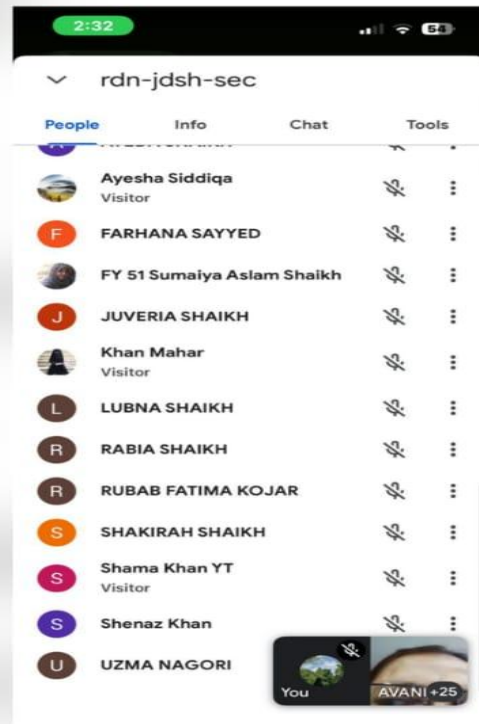 2:32
54
rdn-jdsh-sec
People Info Chat Tools
Ayesha Siddiqa
Visitor
F FARHANA SAYYED
FY 51 Sumaiya Aslam Shaikh
J JUVERIA SHAIKH
Khan Mahar
Visitor
L LUBNA SHAIKH
R RABIA SHAIKH
R RUBAB FATIMA KOJAR
S SHAKIRAH SHAIKH
S Shama Khan YT
Visitor
S Shenaz Khan
U UZMA NAGORI
You AVANI +25